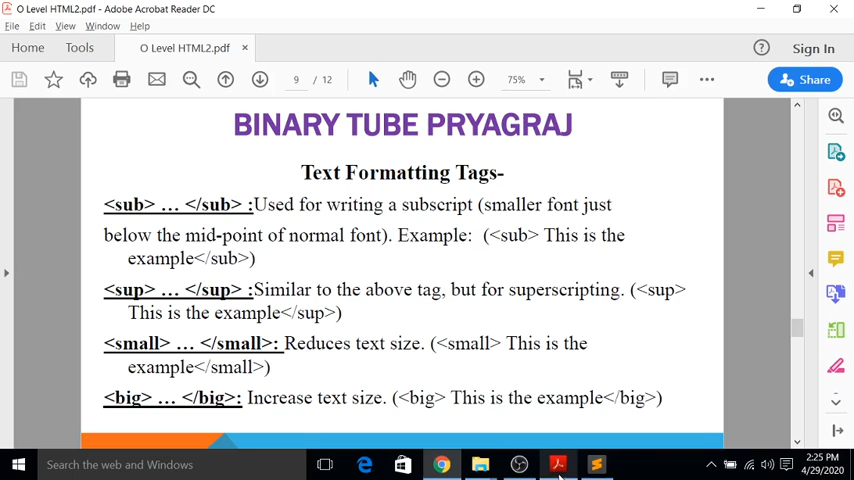 O Level HTML2.pdf - Adobe Acrobat Reader DC
File Edit View Window Help
Home Tools O Level HTML2.pdf × Sign In
9 / 12 75% Share
BINARY TUBE PRYAGRAJ
Text Formatting Tags-
<sub> … </sub> :Used for writing a subscript (smaller font just
below the mid-point of normal font). Example: (<sub> This is the
example</sub>)
<sup> … </sup> :Similar to the above tag, but for superscripting. (<sup>
This is the example</sup>)
<small> … </small>: Reduces text size. (<small> This is the
example</small>)
<big> … </big>: Increase text size. (<big> This is the example</big>)
Search the web and Windows
2:25 PM
4/29/2020